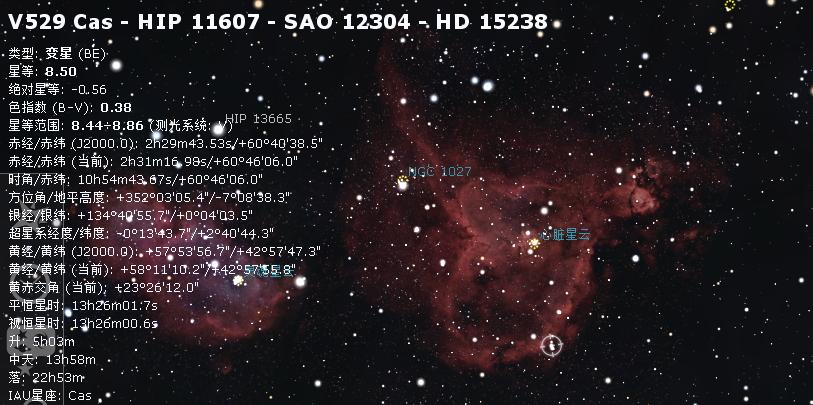 V529 Cas - HIP 11607 - SAO 12304 - HD 15238
类型: 变星 (BE)
星等: 8.50
绝对星等: -0.56
色指数 (B-V): 0.38
HIP 13665
星等范围: 8.44÷8.86 (测光系统: V)
赤经/赤纬 (J2000.0): 2h29m43.53s/+60°40'38.5"
赤经/赤纬 (当前): 2h31m16.99s/+60°46'06.0"
时角/赤纬: 10h54m43.67s/+60°46'06.0"
NGC 1027
方位角/地平高度: +352°03'05.4"/-7°08'38.3"
银经/银纬: +134°40'55.7"/+0°04'03.5"
超星系经度/纬度: -0°13'43.7"/+2°40'44.3"
心脏星云
黄经/黄纬 (J2000.0): +57°53'56.7"/+42°57'47.3"
黄经/黄纬 (当前): +58°11'10.2"/+42°57'55.8"
黄赤交角 (当前): +23°26'12.0"
平恒星时: 13h26m01.7s
视恒星时: 13h26m00.6s
升: 5h03m
中天: 13h58m
落: 22h53m
IAU星座: Cas